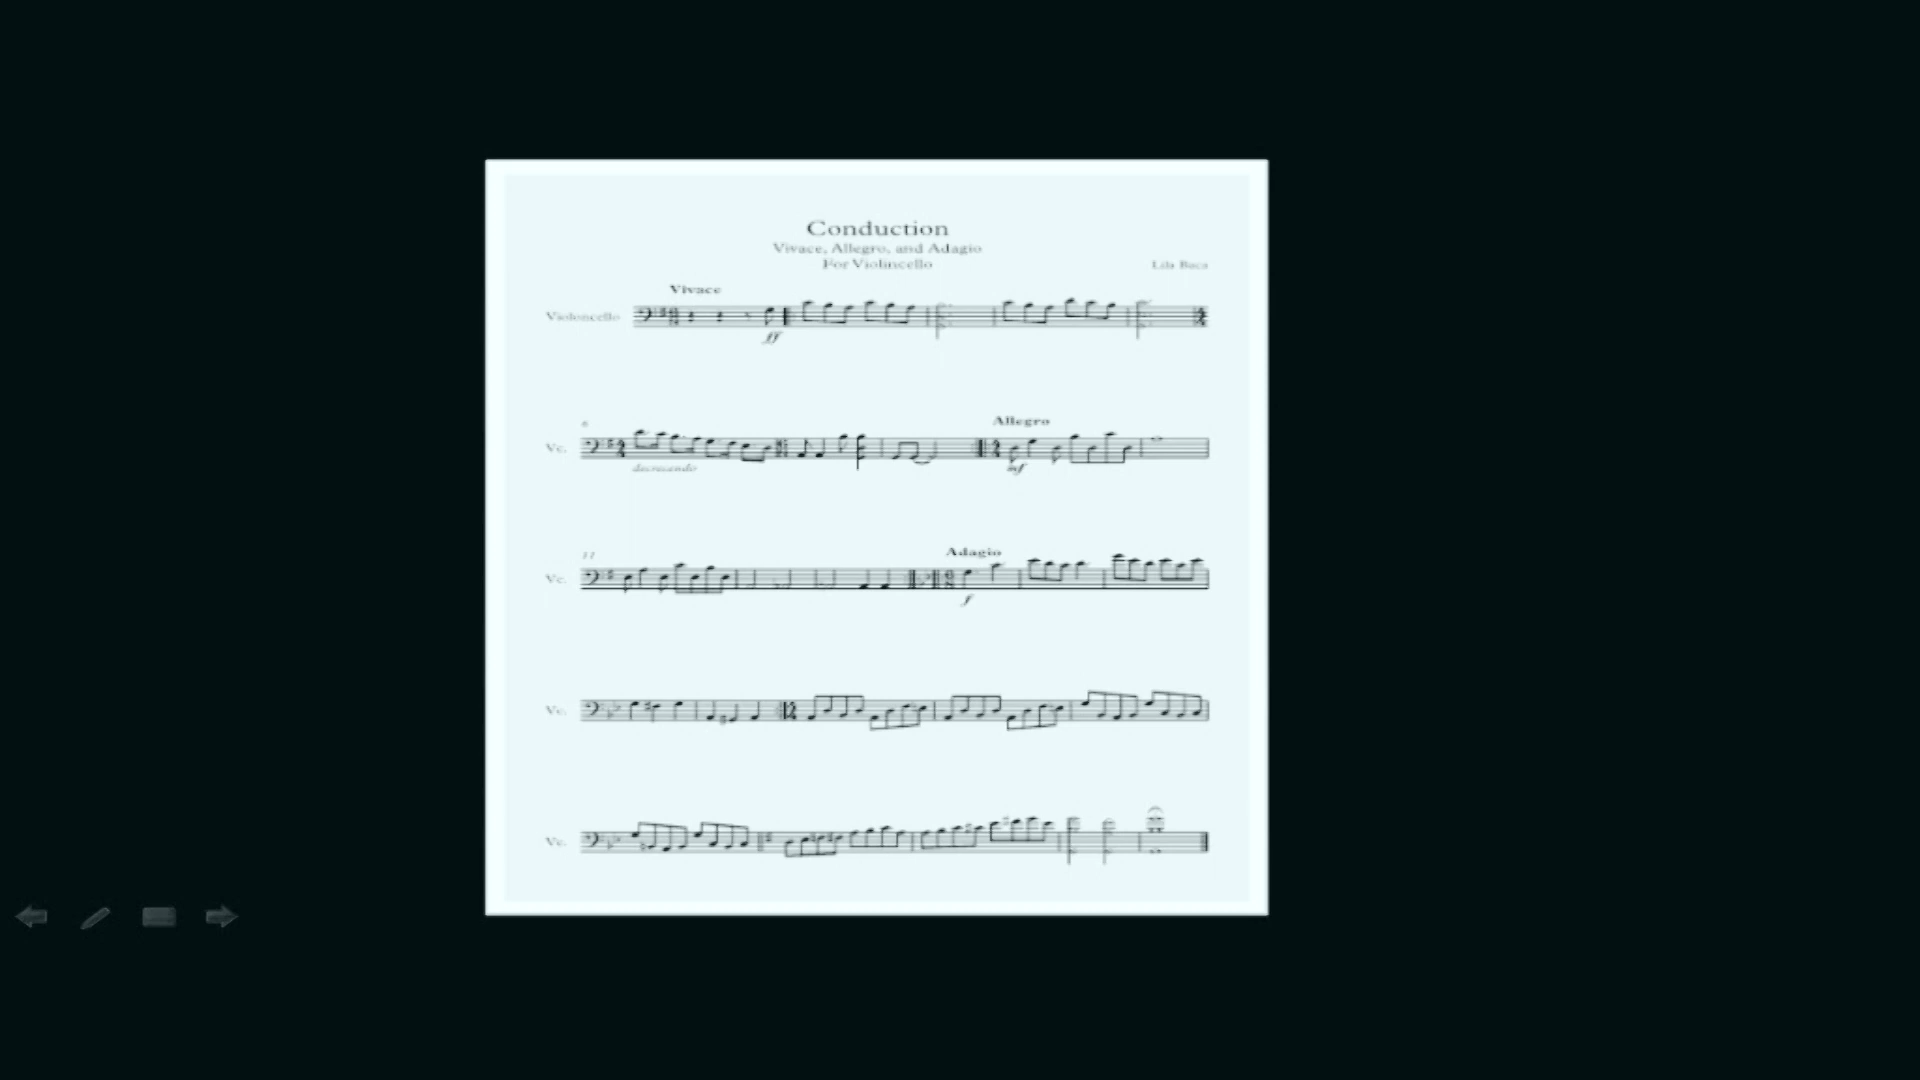 Conduction
Vivace, Allegro, and Adagio
For Violincello
Lila Baca
Vivace
Violoncello
ff
6
Allegro
Vc.
decrecendo
mf
11
Adagio
Vc.
f
Vc.
Vc.